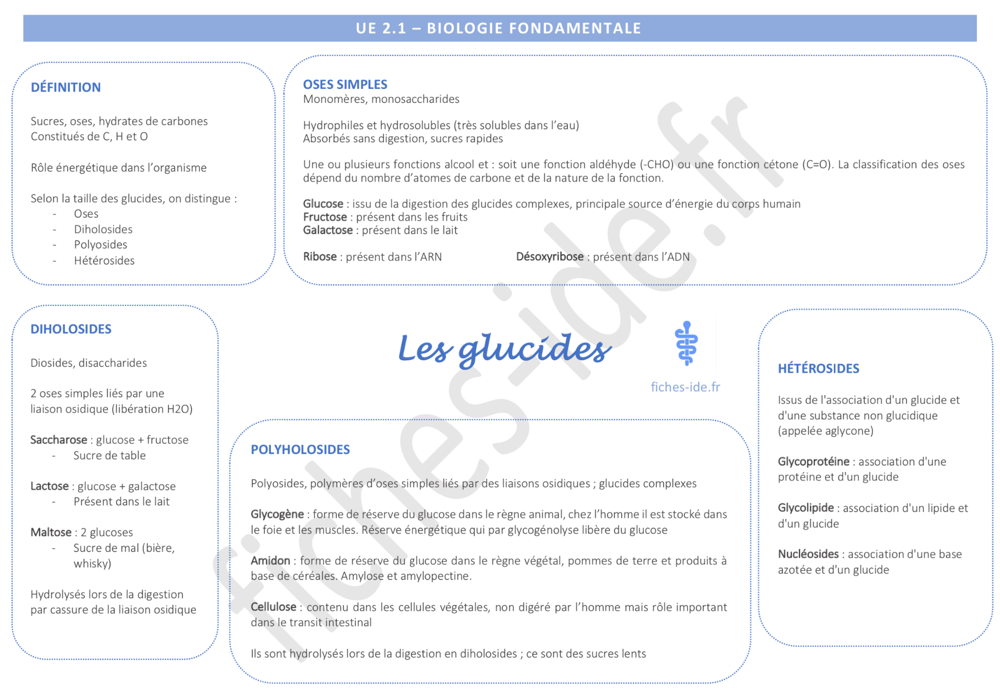 UE 2.1 – BIOLOGIE FONDAMENTALE
DÉFINITION
Sucres, oses, hydrates de carbones
Constitués de C, H et O
Rôle énergétique dans l’organisme
Selon la taille des glucides, on distingue :
- Oses
- Diholosides
- Polyosides
- Hétérosides
OSES SIMPLES
Monomères, monosaccharides
Hydrophiles et hydrosolubles (très solubles dans l’eau)
Absorbés sans digestion, sucres rapides
Une ou plusieurs fonctions alcool et : soit une fonction aldéhyde (-CHO) ou une fonction cétone (C=O). La classification des oses
dépend du nombre d’atomes de carbone et de la nature de la fonction.
Glucose : issu de la digestion des glucides complexes, principale source d’énergie du corps humain
Fructose : présent dans les fruits
Galactose : présent dans le lait
Ribose : présent dans l’ARN Désoxyribose : présent dans l’ADN
Les glucides
fiches-ide.fr
DIHOLOSIDES
Diosides, disaccharides
2 oses simples liés par une
liaison osidique (libération H2O)
Saccharose : glucose + fructose
- Sucre de table
Lactose : glucose + galactose
- Présent dans le lait
Maltose : 2 glucoses
- Sucre de mal (bière,
whisky)
Hydrolysés lors de la digestion
par cassure de la liaison osidique
POLYHOLOSIDES
Polyosides, polymères d’oses simples liés par des liaisons osidiques ; glucides complexes
Glycogène : forme de réserve du glucose dans le règne animal, chez l’homme il est stocké dans
le foie et les muscles. Réserve énergétique qui par glycogénolyse libère du glucose
Amidon : forme de réserve du glucose dans le règne végétal, pommes de terre et produits à
base de céréales. Amylose et amylopectine.
Cellulose : contenu dans les cellules végétales, non digéré par l’homme mais rôle important
dans le transit intestinal
Ils sont hydrolysés lors de la digestion en diholosides ; ce sont des sucres lents
HÉTÉROSIDES
Issus de l'association d'un glucide et
d'une substance non glucidique
(appelée aglycone)
Glycoprotéine : association d'une
protéine et d'un glucide
Glycolipide : association d'un lipide et
d'un glucide
Nucléosides : association d'une base
azotée et d'un glucide
fiches-ide.fr